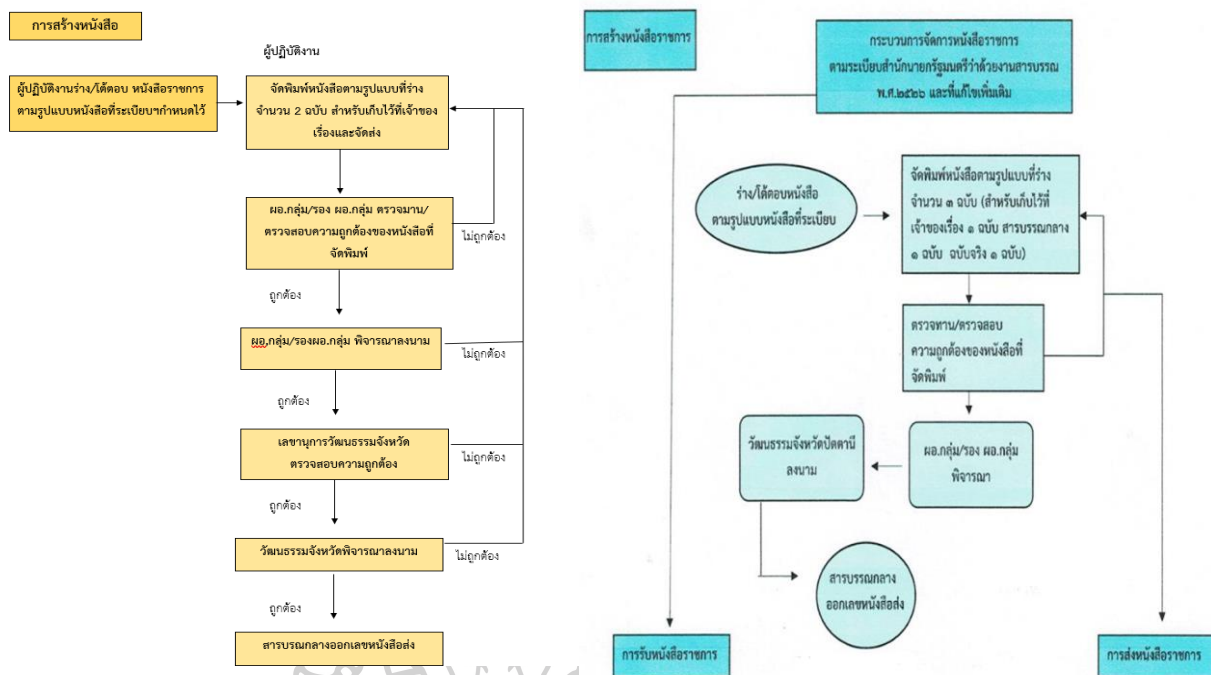 การสร้างหนังสือ
ผู้ปฏิบัติงาน
ผู้ปฏิบัติงานร่าง/โต้ตอบ หนังสือราชการ
ตามรูปแบบหนังสือที่ระเบียบฯกำหนดไว้
จัดพิมพ์หนังสือตามรูปแบบที่ร่าง
จำนวน 2 ฉบับ สำหรับเก็บไว้ที่เจ้าของ
เรื่องและจัดส่ง
ผอ.กลุ่ม/รอง ผอ.กลุ่ม ตรวจมาน/
ตรวจสอบความถูกต้องของหนังสือที่
จัดพิมพ์
ไม่ถูกต้อง
ถูกต้อง
ผอ,กลุ่ม/รองผอ.กลุ่ม พิจารณาลงนาม
ไม่ถูกต้อง
ถูกต้อง
เลขานุการวัฒนธรรมจังหวัด
ตรวจสอบความถูกต้อง
ไม่ถูกต้อง
ถูกต้อง
วัฒนธรรมจังหวัดพิจารณาลงนาม
ไม่ถูกต้อง
ถูกต้อง
สารบรณกลางออกเลขหนังสือส่ง
การสร้างหนังสือราชการ
กระบวนการจัดการหนังสือราชการ
ตามระเบียบสำนักนายกรัฐมนตรีว่าด้วยงานสารบรรณ
พ.ศ.๒๕๒๖ และที่แก้ไขเพิ่มเติม
ร่าง/โต้ตอบหนังสือ
ตามรูปแบบหนังสือที่ระเบียบ
จัดพิมพ์หนังสือตามรูปแบบที่ร่าง
จำนวน ๓ ฉบับ (สำหรับเก็บไว้ที่
เจ้าของเรื่อง ๑ ฉบับ สารบรรณกลาง
๑ ฉบับ ฉบับจริง ๑ ฉบับ)
ตรวจทาน/ตรวจสอบ
ความถูกต้องของหนังสือที่
จัดพิมพ์
วัฒนธรรมจังหวัดปัตตานี
ลงนาม
ผอ.กลุ่ม/รอง ผอ.กลุ่ม
พิจารณา
สารบรรณกลาง
ออกเลขหนังสือส่ง
การรับหนังสือราชการ
การส่งหนังสือราชการ